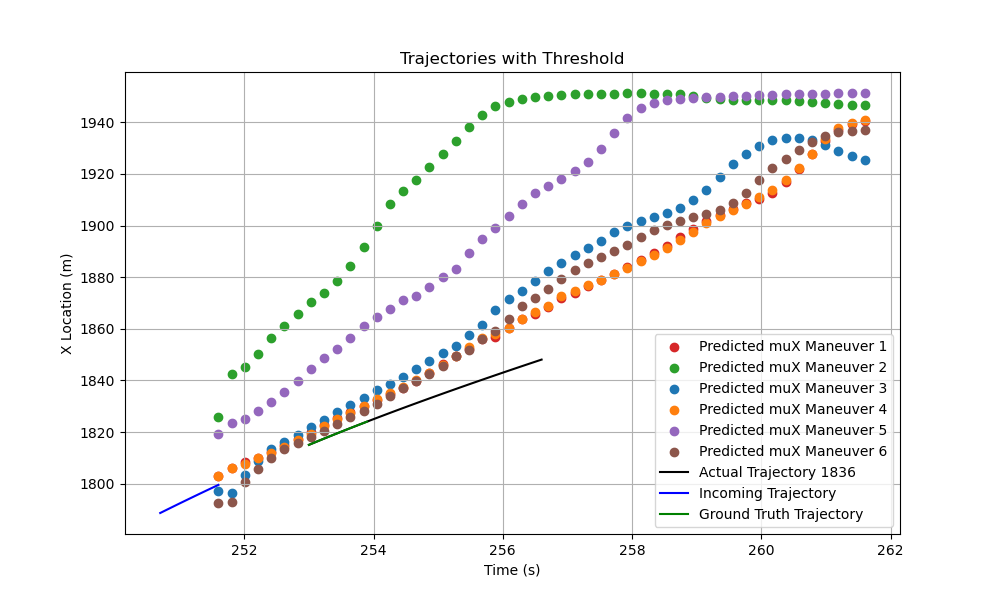 Trajectories with Threshold
X Location (m)
1940
1920
1900
1880
1860
1840
1820
1800
252
254
256
258
260
262
Time (s)
Predicted muX Maneuver 1
Predicted muX Maneuver 2
Predicted muX Maneuver 3
Predicted muX Maneuver 4
Predicted muX Maneuver 5
Predicted muX Maneuver 6
Actual Trajectory 1836
Incoming Trajectory
Ground Truth Trajectory